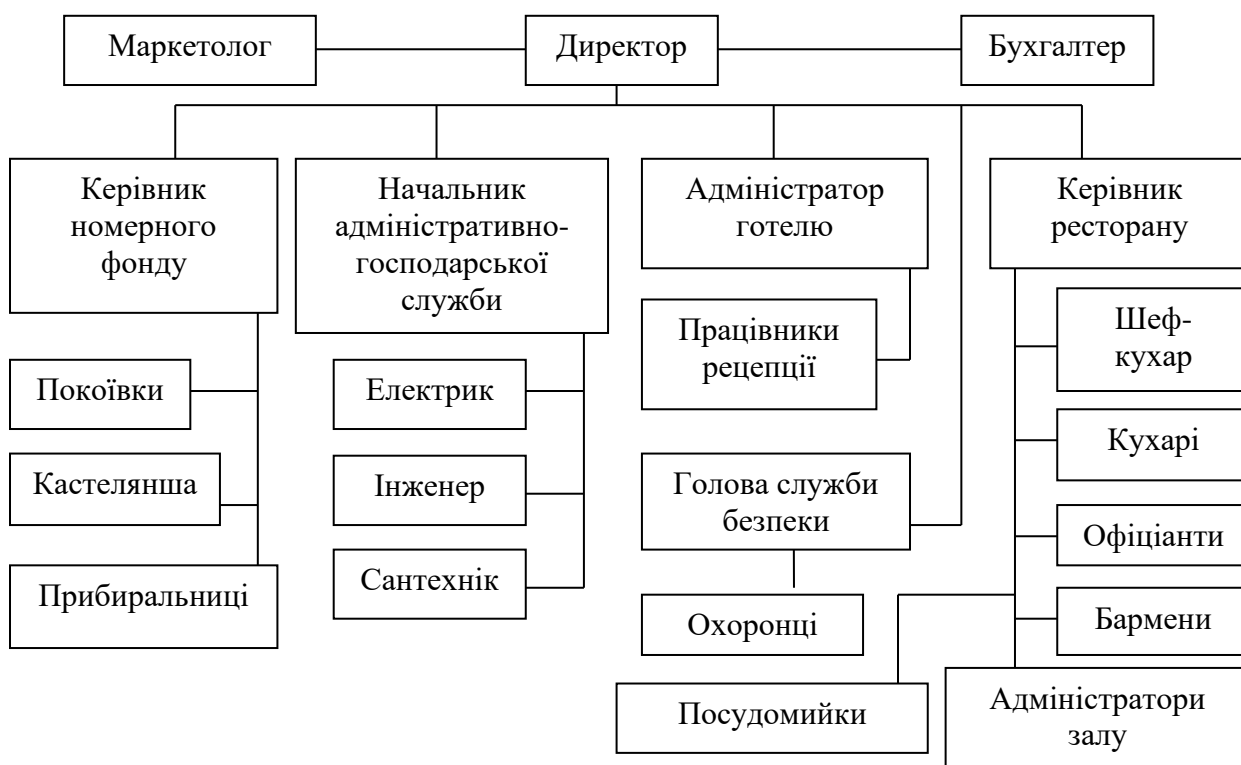 Маркетолог
Директор
Бухгалтер
Керівник
номерного
фонду
Начальник
адміністративно-
господарської
служби
Адміністратор
готелю
Керівник
ресторану
Покоївки
Кастелянша
Прибиральниці
Електрик
Інженер
Сантехнік
Працівники
рецепції
Голова служби
безпеки
Охоронці
Посудомийки
Шеф-
кухар
Кухарі
Офіціанти
Бармени
Адміністратори
залу